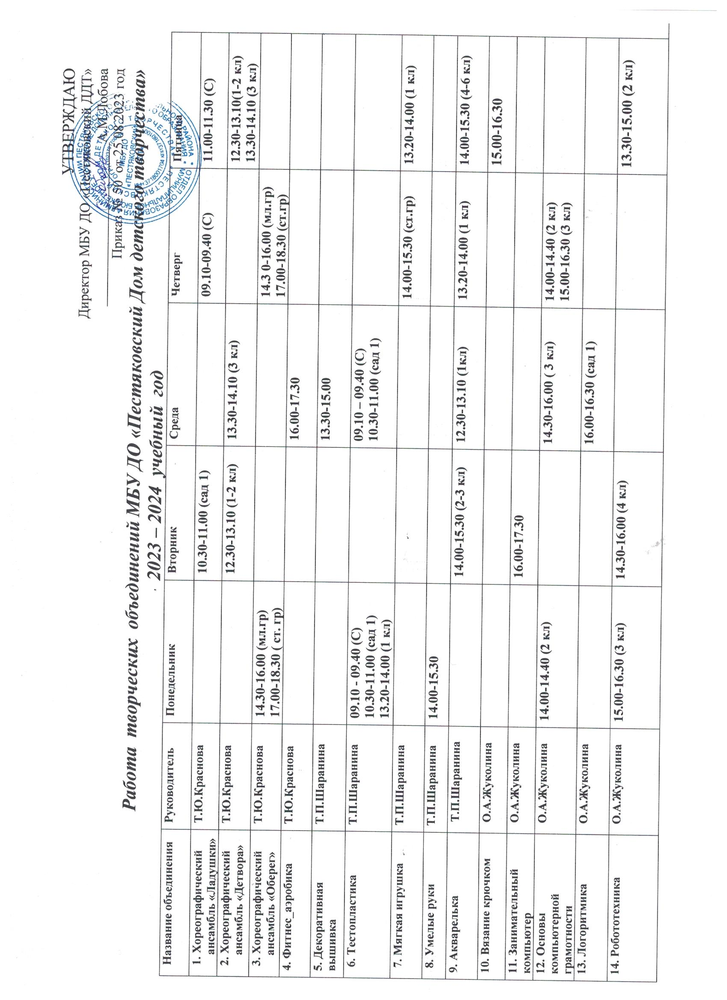 УТВЕРЖДАЮ
Директор МБУ ДО «Пестяковский ДДТ»
А.М.Лобова
Приказ № 30 от 25.08.2023 год
Работа творческих объединений МБУ ДО «Пестяковский Дом детского творчества»
2023 – 2024 учебный год
Название объединения Руководитель Понедельник Вторник Среда Четверг Пятница
1. Хореографический Т.Ю.Краснова 10.30-11.00 (сад 1) 09.10-09.40 (С) 11.00-11.30 (С)
ансамбль «Ладушки»
2. Хореографический Т.Ю.Краснова 12.30-13.10 (1-2 кл) 13.30-14.10 (3 кл) 12.30-13.10(1-2 кл)
ансамбль «Детвора» 13.30-14.10 (3 кл)
3. Хореографический Т.Ю.Краснова 14.30-16.00 (мл.гр) 14.3 0-16.00 (мл.гр)
ансамбль «Оберег» 17.00-18.30 ( ст. гр) 17.00-18.30 (ст.гр)
4. Фитнес_аэробика Т.Ю.Краснова 16.00-17.30
5. Декоративная Т.П.Шаранина 13.30-15.00
вышивка
6. Тестопластика Т.П.Шаранина 09.10 - 09.40 (С) 09.10 – 09.40 (С)
10.30-11.00 (сад 1) 10.30-11.00 (сад 1)
13.20-14.00 (1 кл)
7. Мягкая игрушка Т.П.Шаранина 14.00-15.30 (ст.гр) 13.20-14.00 (1 кл)
8. Умелые руки Т.П.Шаранина 14.00-15.30
9. Акварелька Т.П.Шаранина 14.00-15.30 (2-3 кл) 12.30-13.10 (1кл) 13.20-14.00 (1 кл) 14.00-15.30 (4-6 кл)
10. Вязание крючком О.А.Жуколина 15.00-16.30
11. Занимательный О.А.Жуколина 16.00-17.30
компьютер
12. Основы О.А.Жуколина 14.00-14.40 (2 кл) 14.30-16.00 ( 3 кл) 14.00-14.40 (2 кл)
компьютерной 15.00-16.30 (3 кл)
грамотности
13. Логоритмика О.А.Жуколина 16.00-16.30 (сад 1)
14. Робототехника О.А.Жуколина 15.00-16.30 (3 кл) 14.30-16.00 (4 кл) 13.30-15.00 (2 кл)
МБУ ДО
«ПЕСТЯКОВСКИЙ